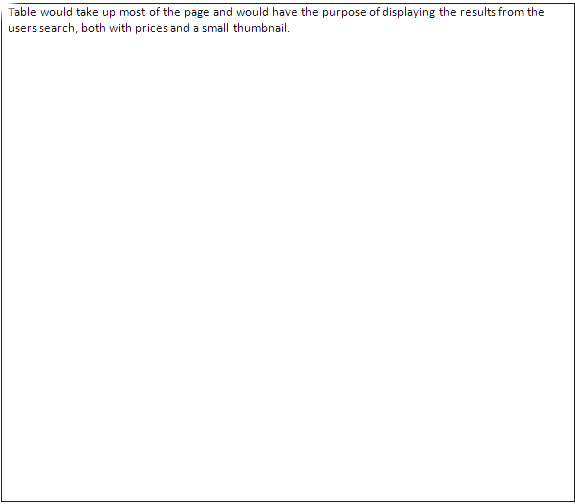 Table would take up most of the page and would have the purpose of displaying the results from the
users search, both with prices and a small thumbnail.